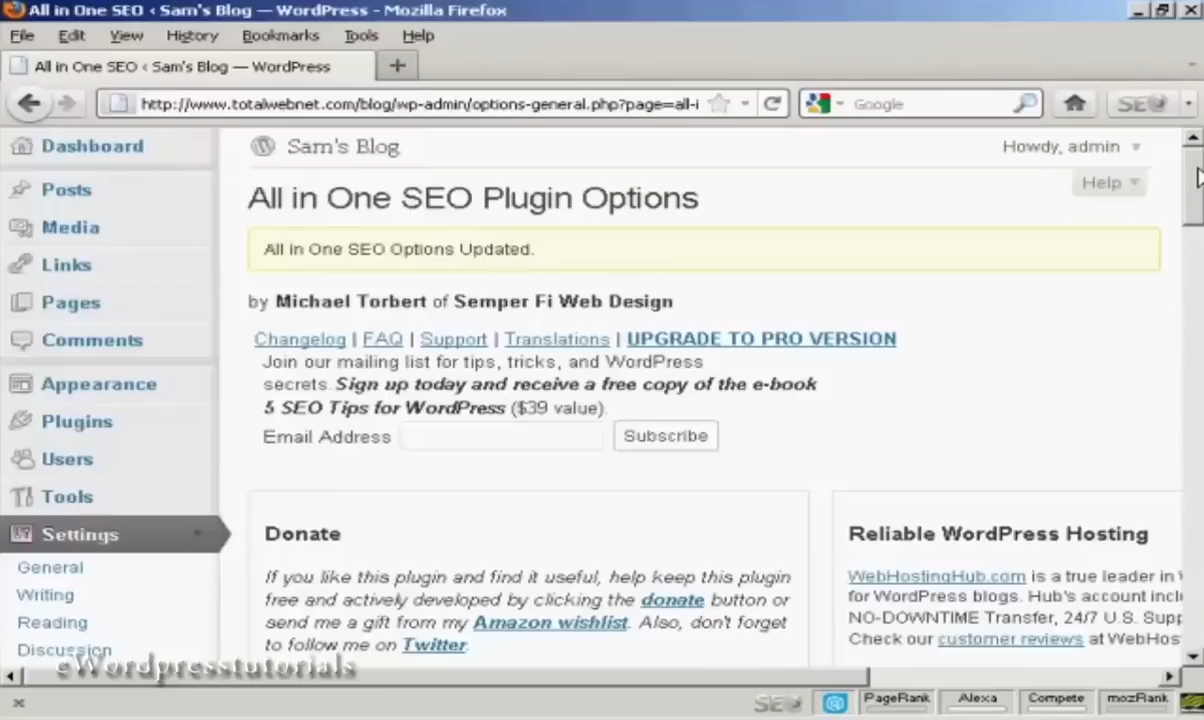 All in One SEO ‹ Sam's Blog — WordPress - Mozilla Firefox
File Edit View History Bookmarks Tools Help
All in One SEO ‹ Sam's Blog — WordPress
http://www.totalwebnet.com/blog/wp-admin/options-general.php?page=all-i
Google
SEO
Dashboard
Posts
Media
Links
Pages
Comments
Appearance
Plugins
Users
Tools
Settings
General
Writing
Reading
Discussion
Sam's Blog
Howdy, admin
Help
All in One SEO Plugin Options
All in One SEO Options Updated.
by Michael Torbert of Semper Fi Web Design
Changelog | FAQ | Support | Translations | UPGRADE TO PRO VERSION
Join our mailing list for tips, tricks, and WordPress
secrets. Sign up today and receive a free copy of the e-book
5 SEO Tips for WordPress ($39 value).
Email Address
Subscribe
Donate
If you like this plugin and find it useful, help keep this plugin
free and actively developed by clicking the donate button or
send me a gift from my Amazon wishlist. Also, don't forget
to follow me on Twitter.
Reliable WordPress Hosting
WebHostingHub.com is a true leader in
for WordPress blogs. Hub's account incl
NO-DOWNTIME Transfer, 24/7 U.S. Supp
Check our customer reviews at WebHos
eWordpresstutorials
SEO
PageRank
Alexa
Compete
mozRank